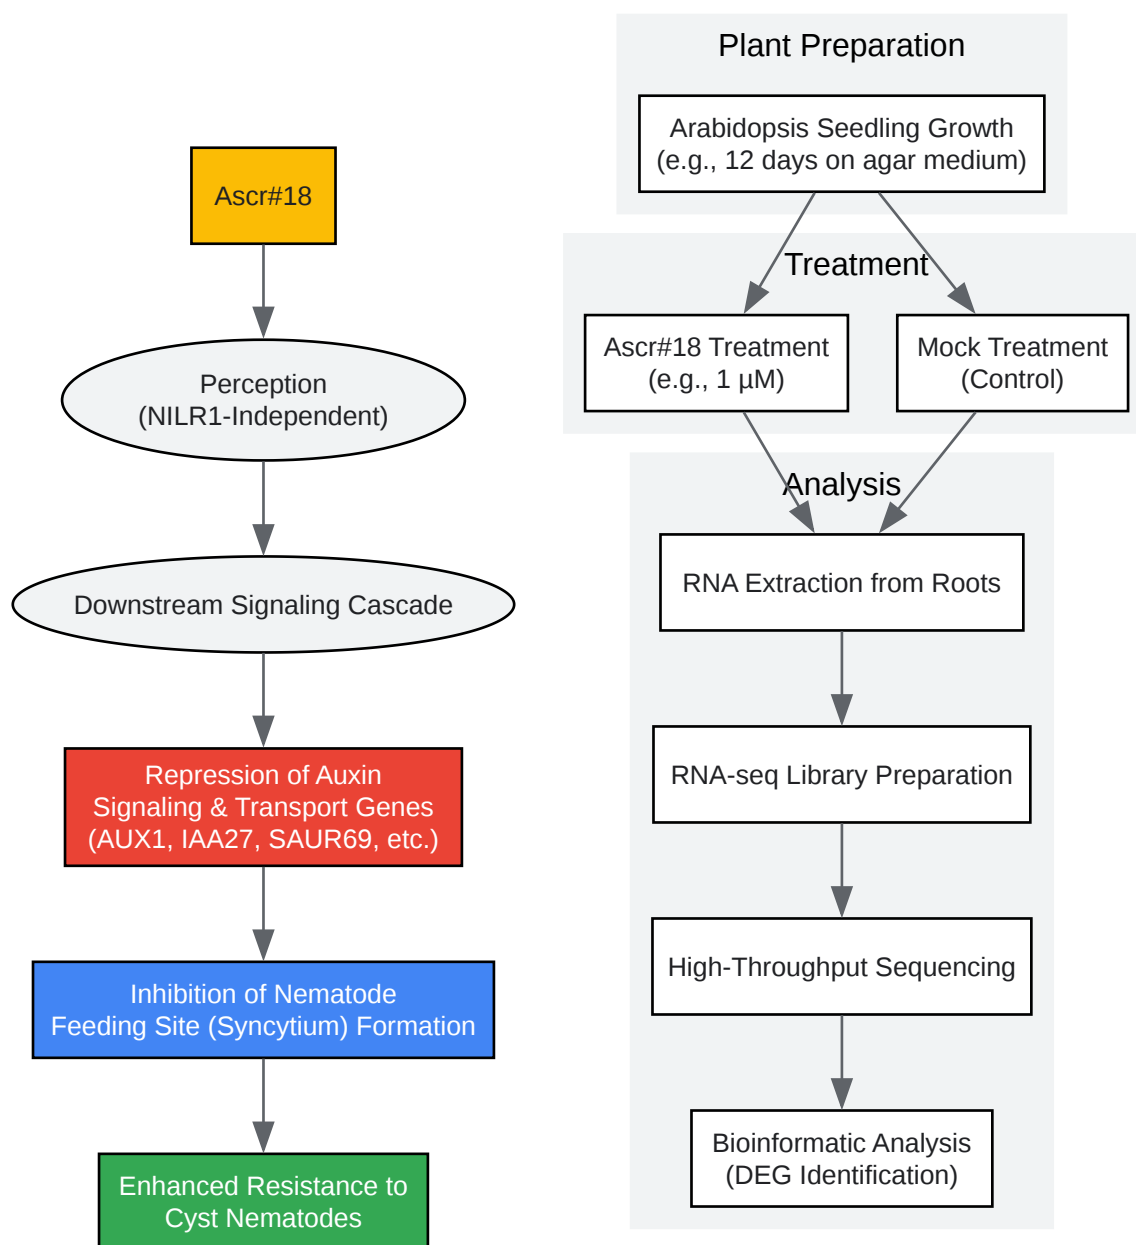 Ascr#18
Perception
(NILR1-Independent)
Downstream Signaling Cascade
Repression of Auxin
Signaling & Transport Genes
(AUX1, IAA27, SAUR69, etc.)
Inhibition of Nematode
Feeding Site (Syncytium) Formation
Enhanced Resistance to
Cyst Nematodes
Plant Preparation
Arabidopsis Seedling Growth
(e.g., 12 days on agar medium)
Treatment
Ascr#18 Treatment
(e.g., 1 µM)
Mock Treatment
(Control)
Analysis
RNA Extraction from Roots
RNA-seq Library Preparation
High-Throughput Sequencing
Bioinformatic Analysis
(DEG Identification)